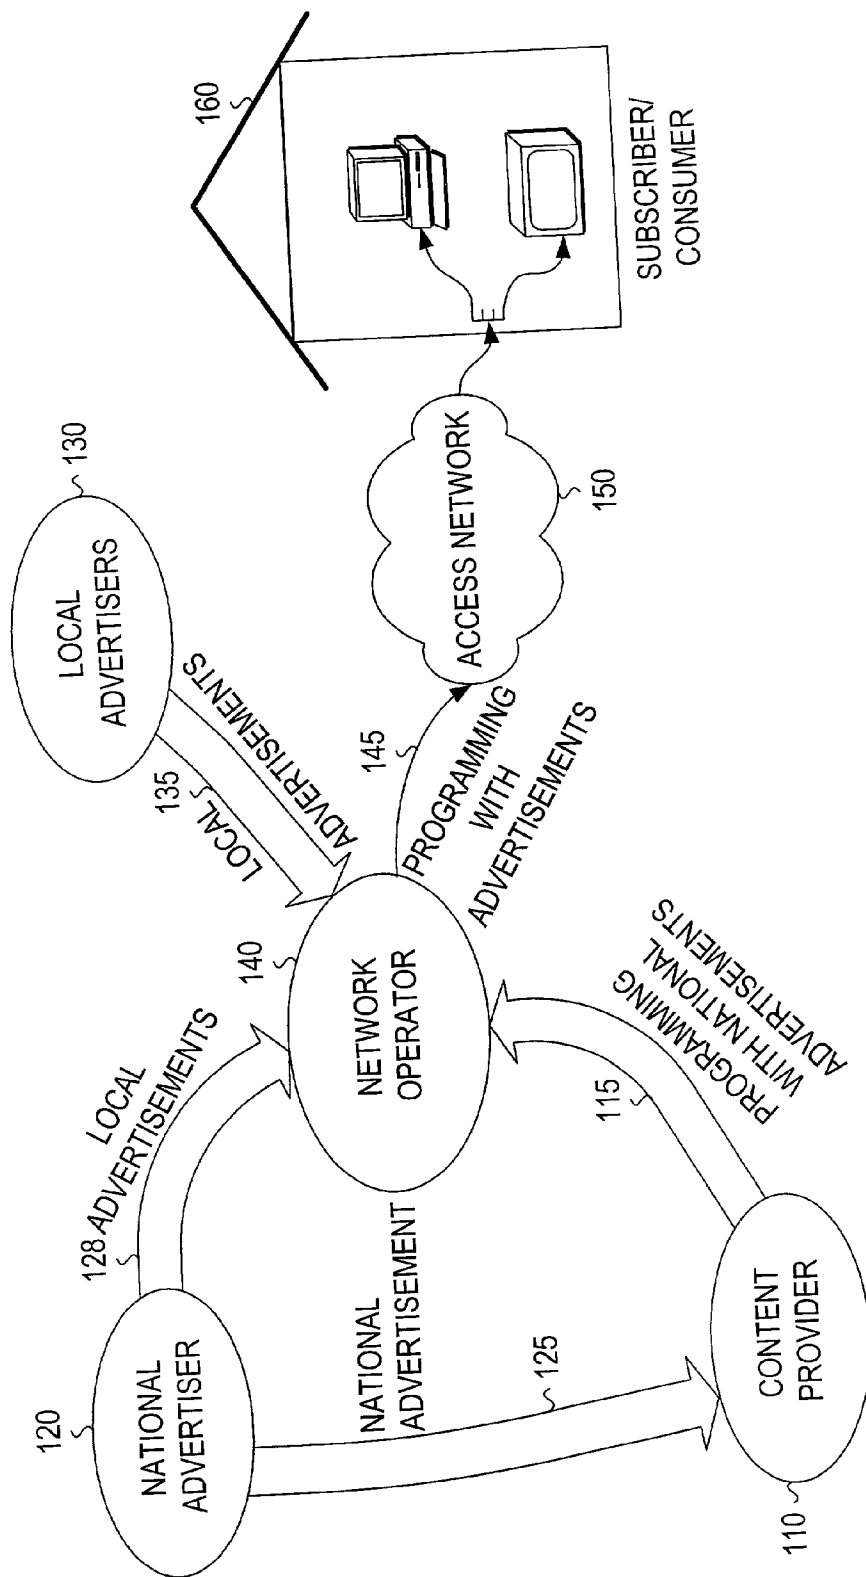 120
NATIONAL
ADVERTISER
128
LOCAL
ADVERTISEMENTS
NATIONAL
ADVERTISEMENT
125
110
CONTENT
PROVIDER
115
PROGRAMMING
WITH NATIONAL
ADVERTISEMENTS
140
NETWORK
OPERATOR
130
LOCAL
ADVERTISERS
135
LOCAL
ADVERTISEMENTS
145
PROGRAMMING
WITH
ADVERTISEMENTS
ACCESS NETWORK
150
160
SUBSCRIBER/
CONSUMER